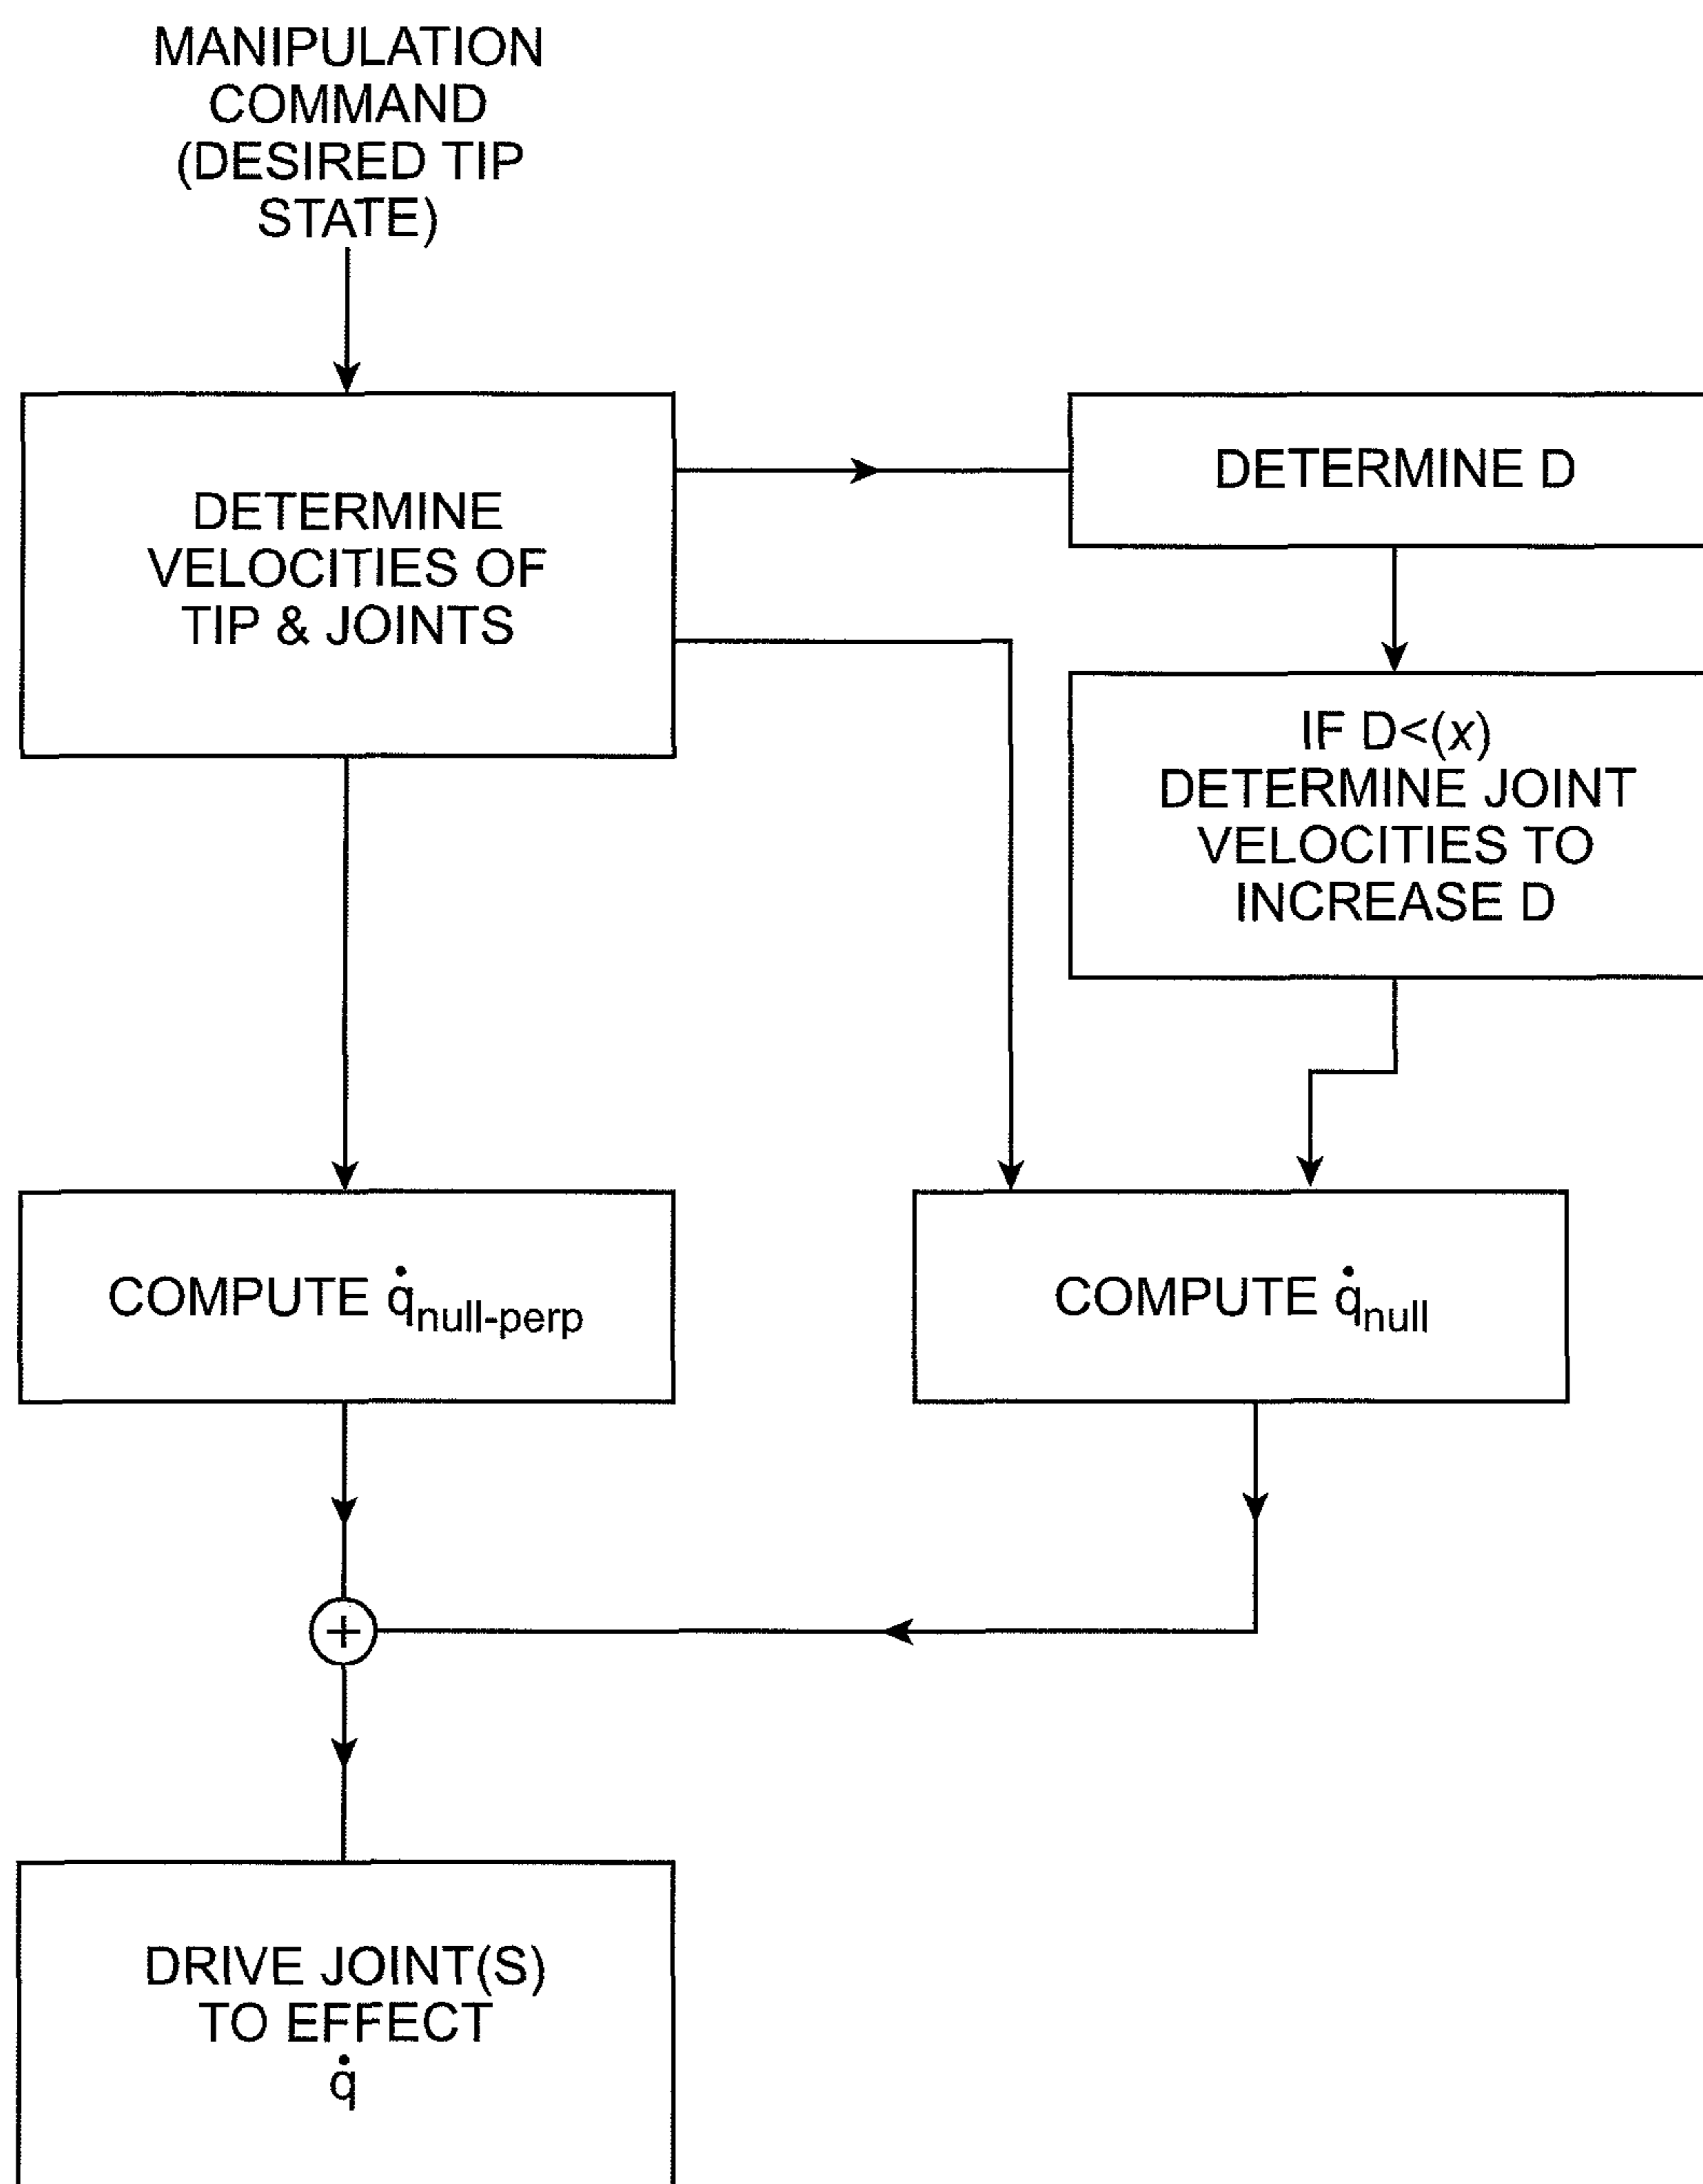 MANIPULATION
COMMAND
(DESIRED TIP
STATE)
DETERMINE
VELOCITIES OF
TIP & JOINTS
DETERMINE D
IF D<(x)
DETERMINE JOINT
VELOCITIES TO
INCREASE D
COMPUTE q̇null-perp
COMPUTE q̇null
+
DRIVE JOINT(S)
TO EFFECT
q̇